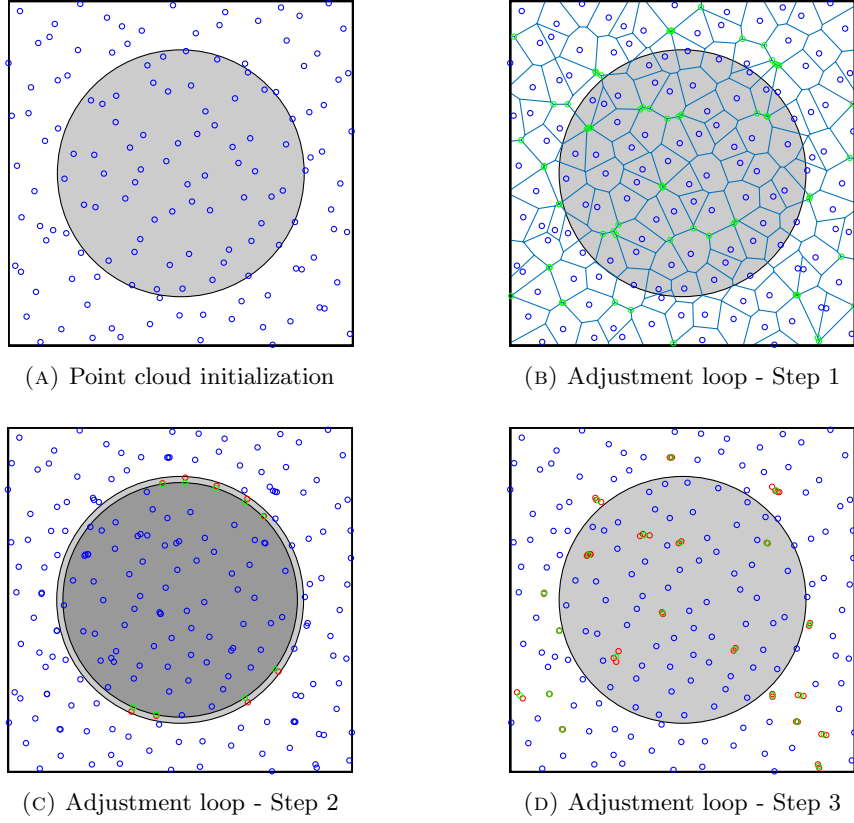 (A) Point cloud initialization
(B) Adjustment loop - Step 1
(C) Adjustment loop - Step 2
(D) Adjustment loop - Step 3